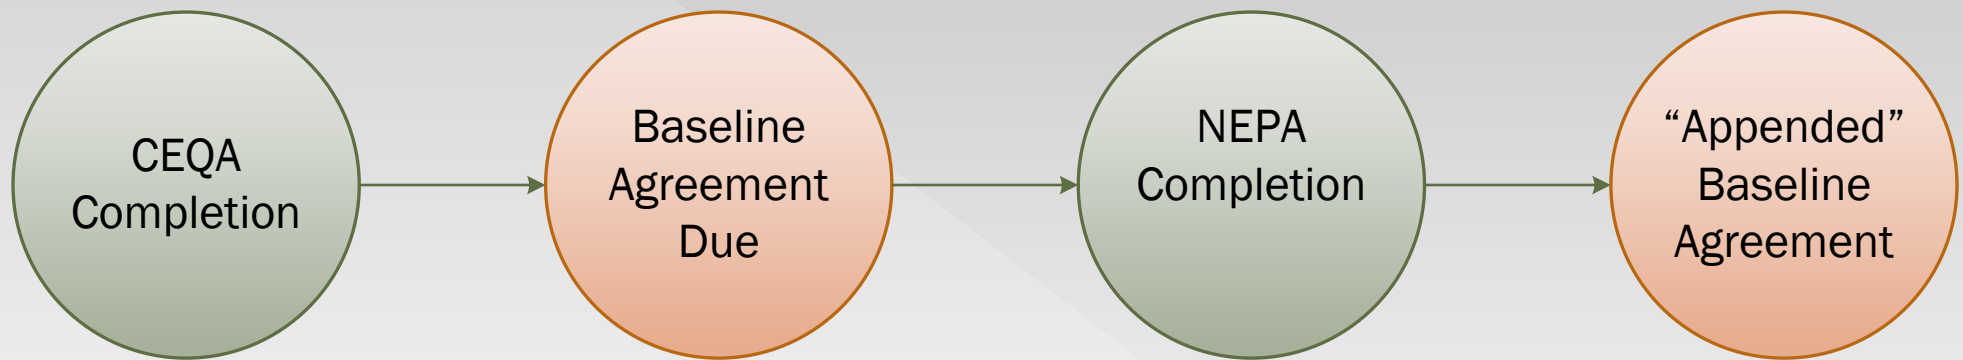 CEQA
Completion
Baseline
Agreement
Due
NEPA
Completion
“Appended”
Baseline
Agreement